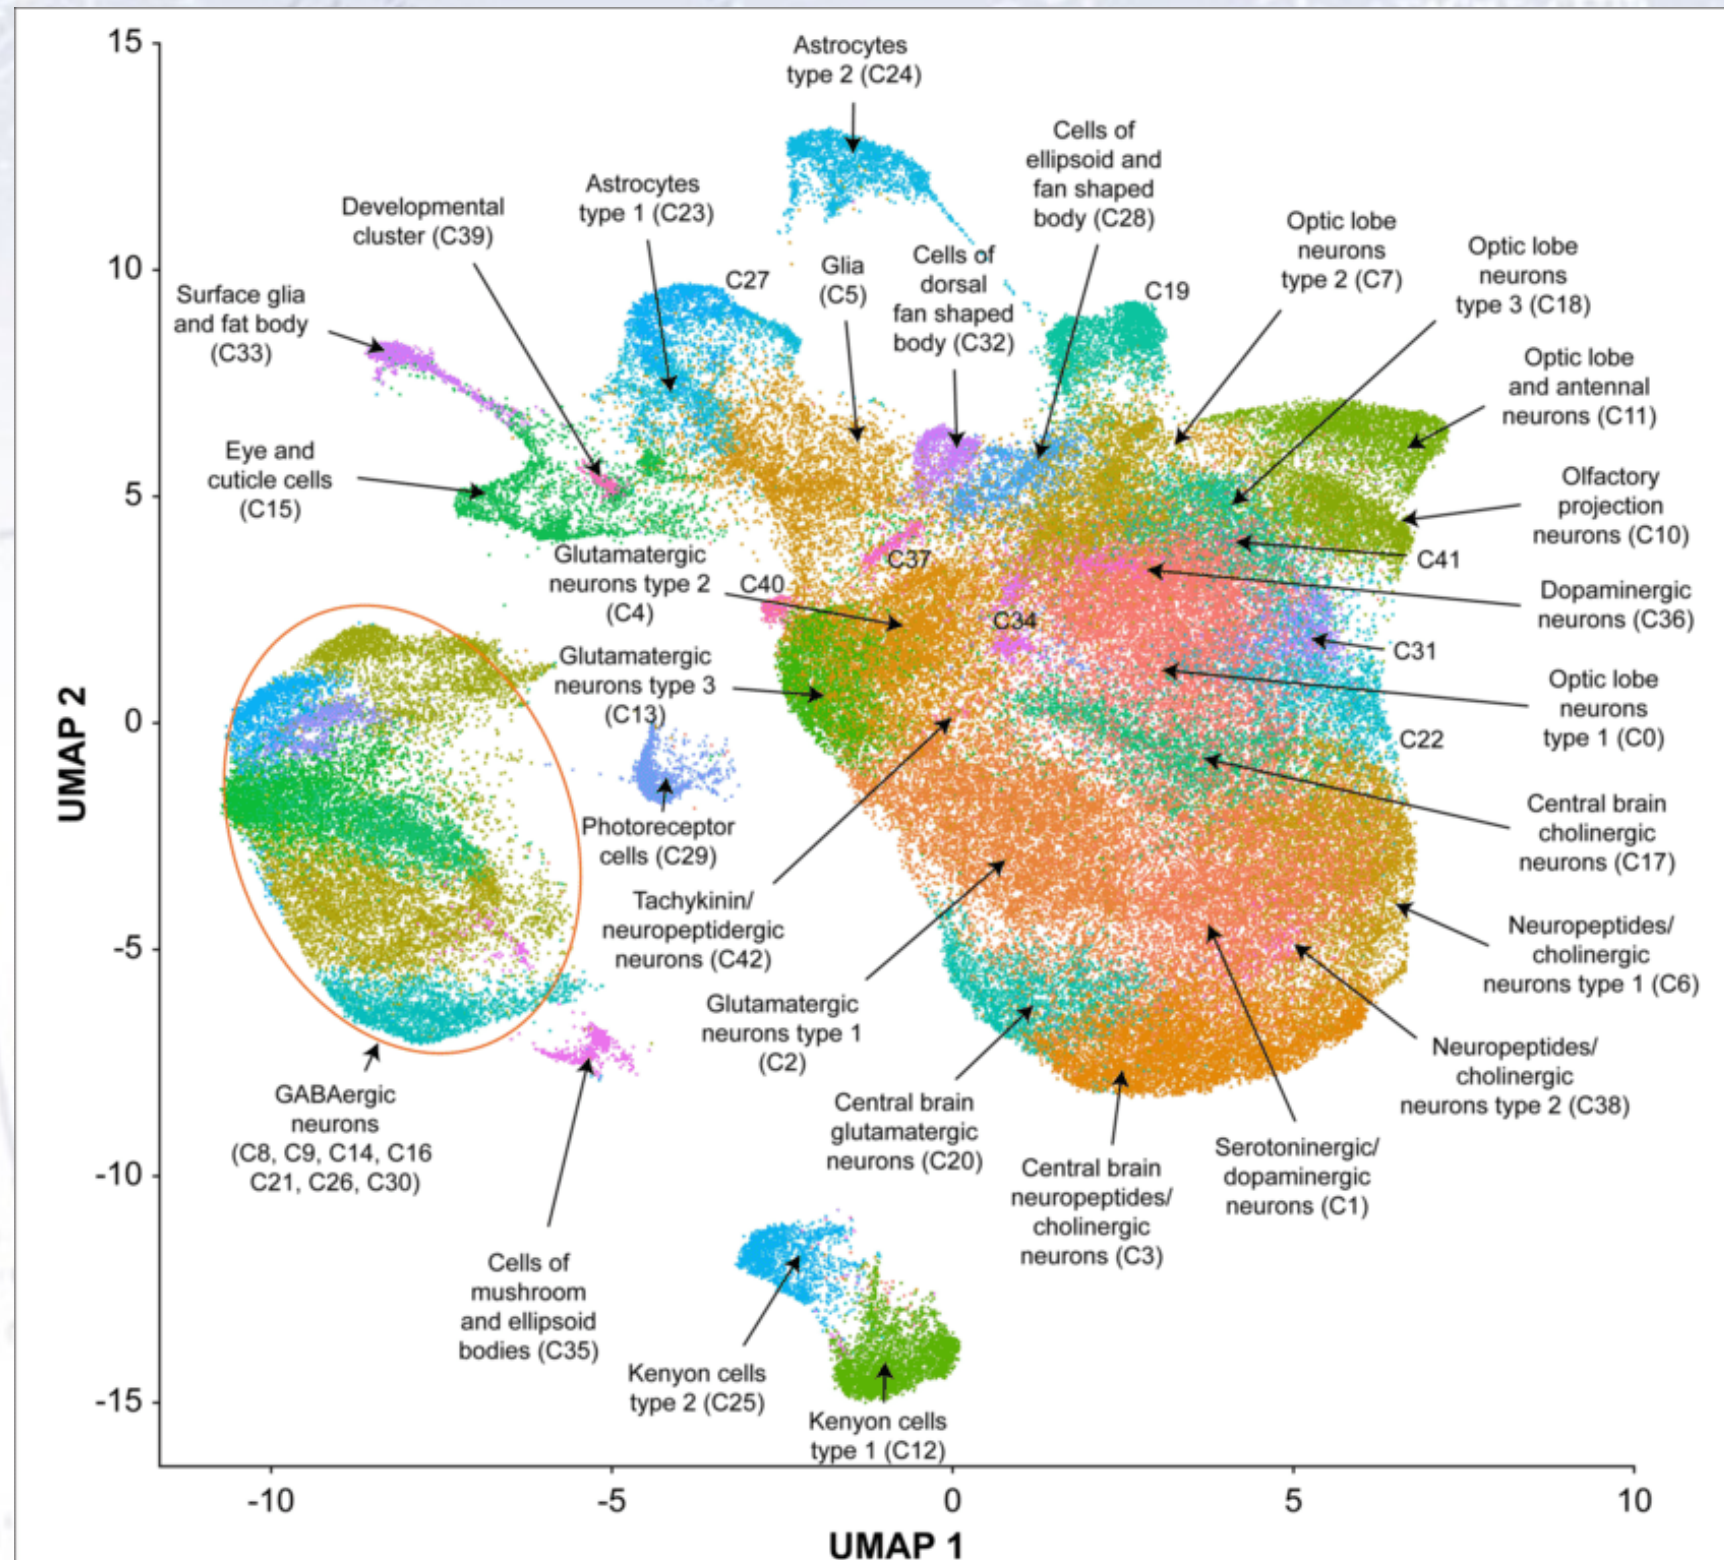 15
10
5
0
-5
-10
-15
UMAP 2
-10
-5
0
5
10
UMAP 1
Astrocytes
type 2 (C24)
Cells of
ellipsoid and
fan shaped
body (C28)
Astrocytes
type 1 (C23)
Developmental
cluster (C39)
Optic lobe
neurons
type 2 (C7)
Optic lobe
neurons
type 3 (C18)
C27
Glia
(C5)
Cells of
dorsal
fan shaped
body (C32)
C19
Surface glia
and fat body
(C33)
Optic lobe
and antennal
neurons (C11)
Eye and
cuticle cells
(C15)
Olfactory
projection
neurons (C10)
Glutamatergic
neurons type 2
(C4)
C40
C37
C41
Dopaminergic
neurons (C36)
C34
C31
Glutamatergic
neurons type 3
(C13)
Optic lobe
neurons
type 1 (C0)
C22
Photoreceptor
cells (C29)
Central brain
cholinergic
neurons (C17)
Tachykinin/
neuropeptidergic
neurons (C42)
Neuropeptides/
cholinergic
neurons type 1 (C6)
Glutamatergic
neurons type 1
(C2)
Neuropeptides/
cholinergic
neurons type 2 (C38)
GABAergic
neurons
(C8, C9, C14, C16
C21, C26, C30)
Central brain
glutamatergic
neurons (C20)
Central brain
neuropeptides/
cholinergic
neurons (C3)
Serotoninergic/
dopaminergic
neurons (C1)
Cells of
mushroom
and ellipsoid
bodies (C35)
Kenyon cells
type 2 (C25)
Kenyon cells
type 1 (C12)